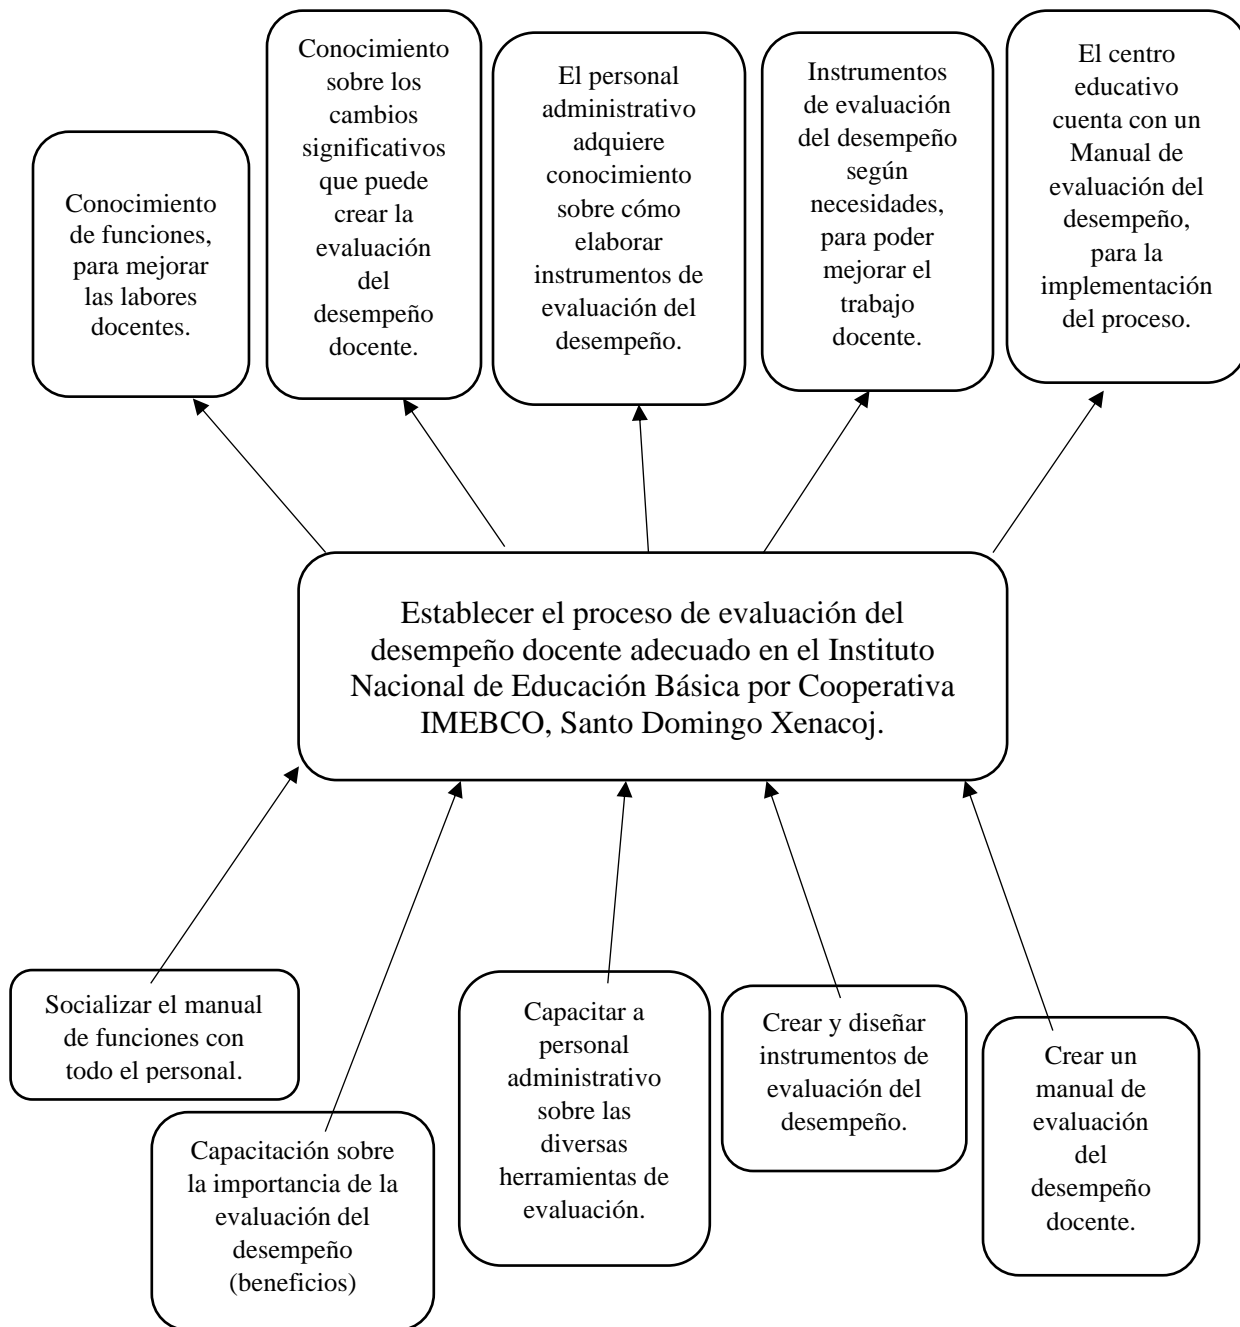 Conocimiento
de funciones,
para mejorar
las labores
docentes.
Conocimiento
sobre los
cambios
significativos
que puede
crear la
evaluación
del
desempeño
docente.
El personal
administrativo
adquiere
conocimiento
sobre cómo
elaborar
instrumentos de
evaluación del
desempeño.
Instrumentos
de evaluación
del desempeño
según
necesidades,
para poder
mejorar el
trabajo
docente.
El centro
educativo
cuenta con un
Manual de
evaluación del
desempeño,
para la
implementación
del proceso.
Establecer el proceso de evaluación del
desempeño docente adecuado en el Instituto
Nacional de Educación Básica por Cooperativa
IMEBCO, Santo Domingo Xenacoj.
Socializar el manual
de funciones con
todo el personal.
Capacitación sobre
la importancia de la
evaluación del
desempeño
(beneficios)
Capacitar a
personal
administrativo
sobre las
diversas
herramientas de
evaluación.
Crear y diseñar
instrumentos de
evaluación del
desempeño.
Crear un
manual de
evaluación
del
desempeño
docente.